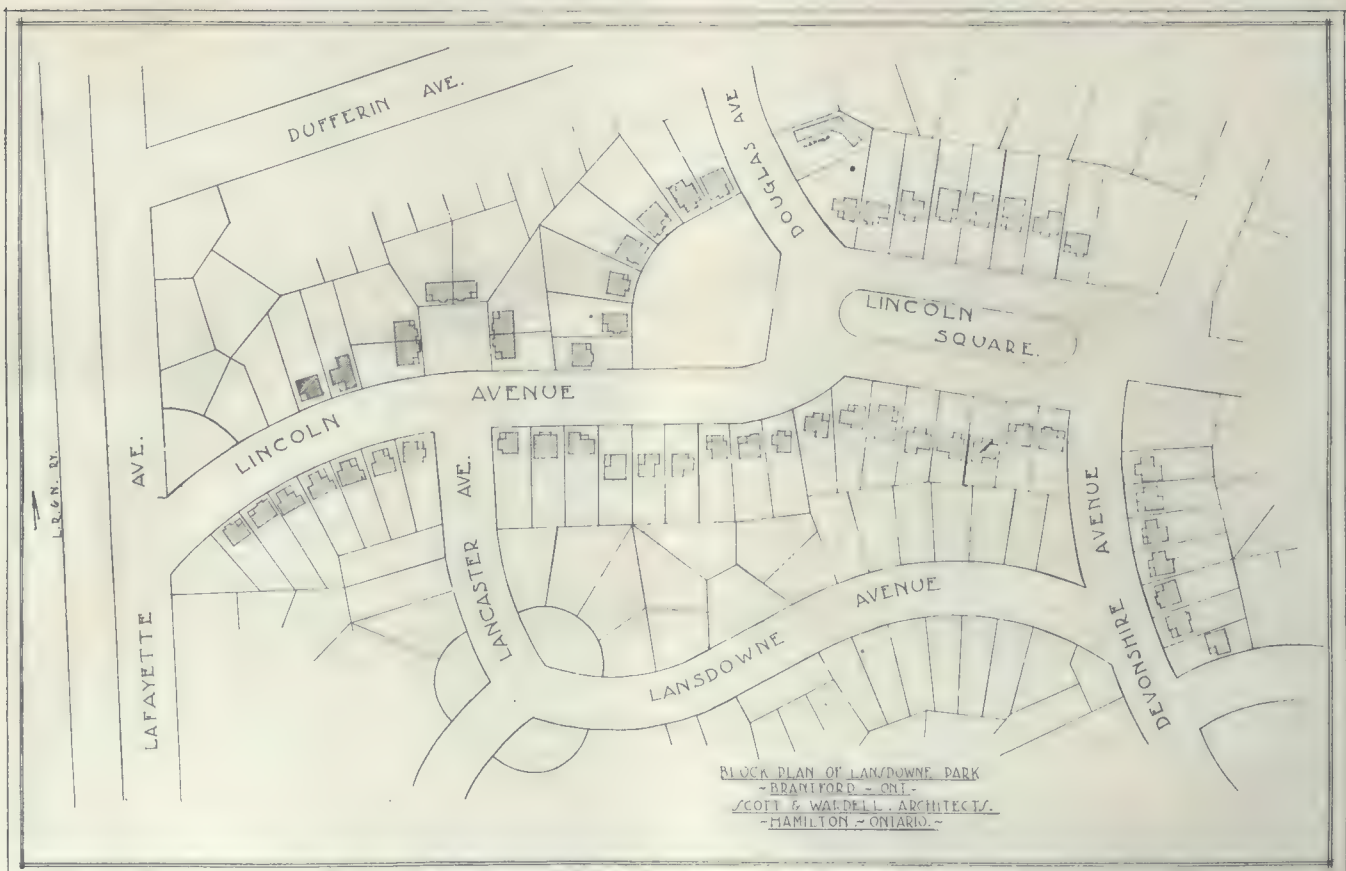 DUFFERIN AVE.
DOUGLAS AVE
LINCOLN
SQUARE.
LINCOLN AVENUE
L.E. & N. RY.
LAFAYETTE AVE.
LANCASTER AVE.
LANSDOWNE AVENUE
DEVONSHIRE AVENUE
BLOCK PLAN OF LANSDOWNE PARK
~ BRANTFORD ~ ONT ~
SCOTT & WARDELL. ARCHITECTS.
~ HAMILTON ~ ONTARIO. ~